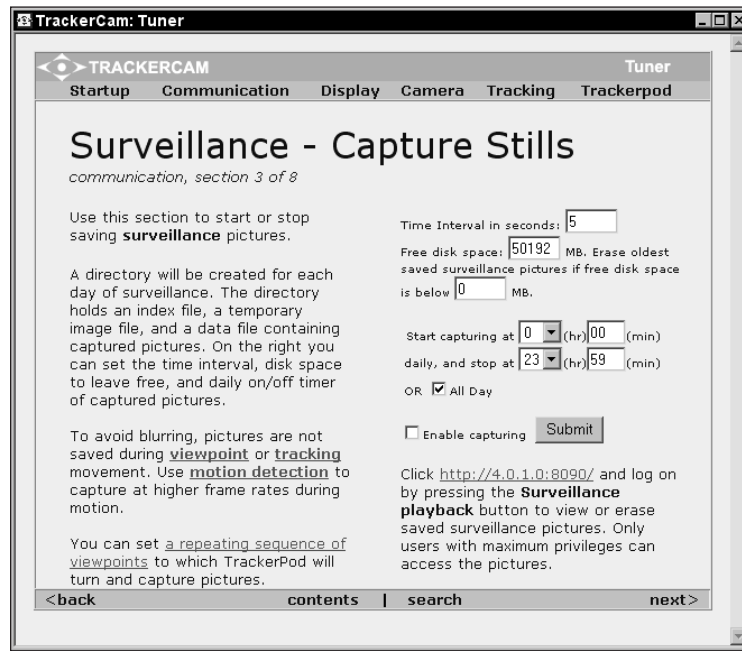 TrackerCam: Tuner
TRACKERCAM
Tuner
Startup Communication Display Camera Tracking Trackerpod
Surveillance - Capture Stills
communication, section 3 of 8
Use this section to start or stop
saving surveillance pictures.
A directory will be created for each
day of surveillance. The directory
holds an index file, a temporary
image file, and a data file containing
captured pictures. On the right you
can set the time interval, disk space
to leave free, and daily on/off timer
of captured pictures.
To avoid blurring, pictures are not
saved during viewpoint or tracking
movement. Use motion detection to
capture at higher frame rates during
motion.
You can set a repeating sequence of
viewpoints to which TrackerPod will
turn and capture pictures.
Time Interval in seconds: 5
Free disk space: 50192 MB. Erase oldest
saved surveillance pictures if free disk space
is below 0 MB.
Start capturing at 0 (hr) 00 (min)
daily, and stop at 23 (hr) 59 (min)
OR All Day
Enable capturing Submit
Click http://4.0.1.0:8090/ and log on
by pressing the Surveillance
playback button to view or erase
saved surveillance pictures. Only
users with maximum privileges can
access the pictures.
<back contents | search next>